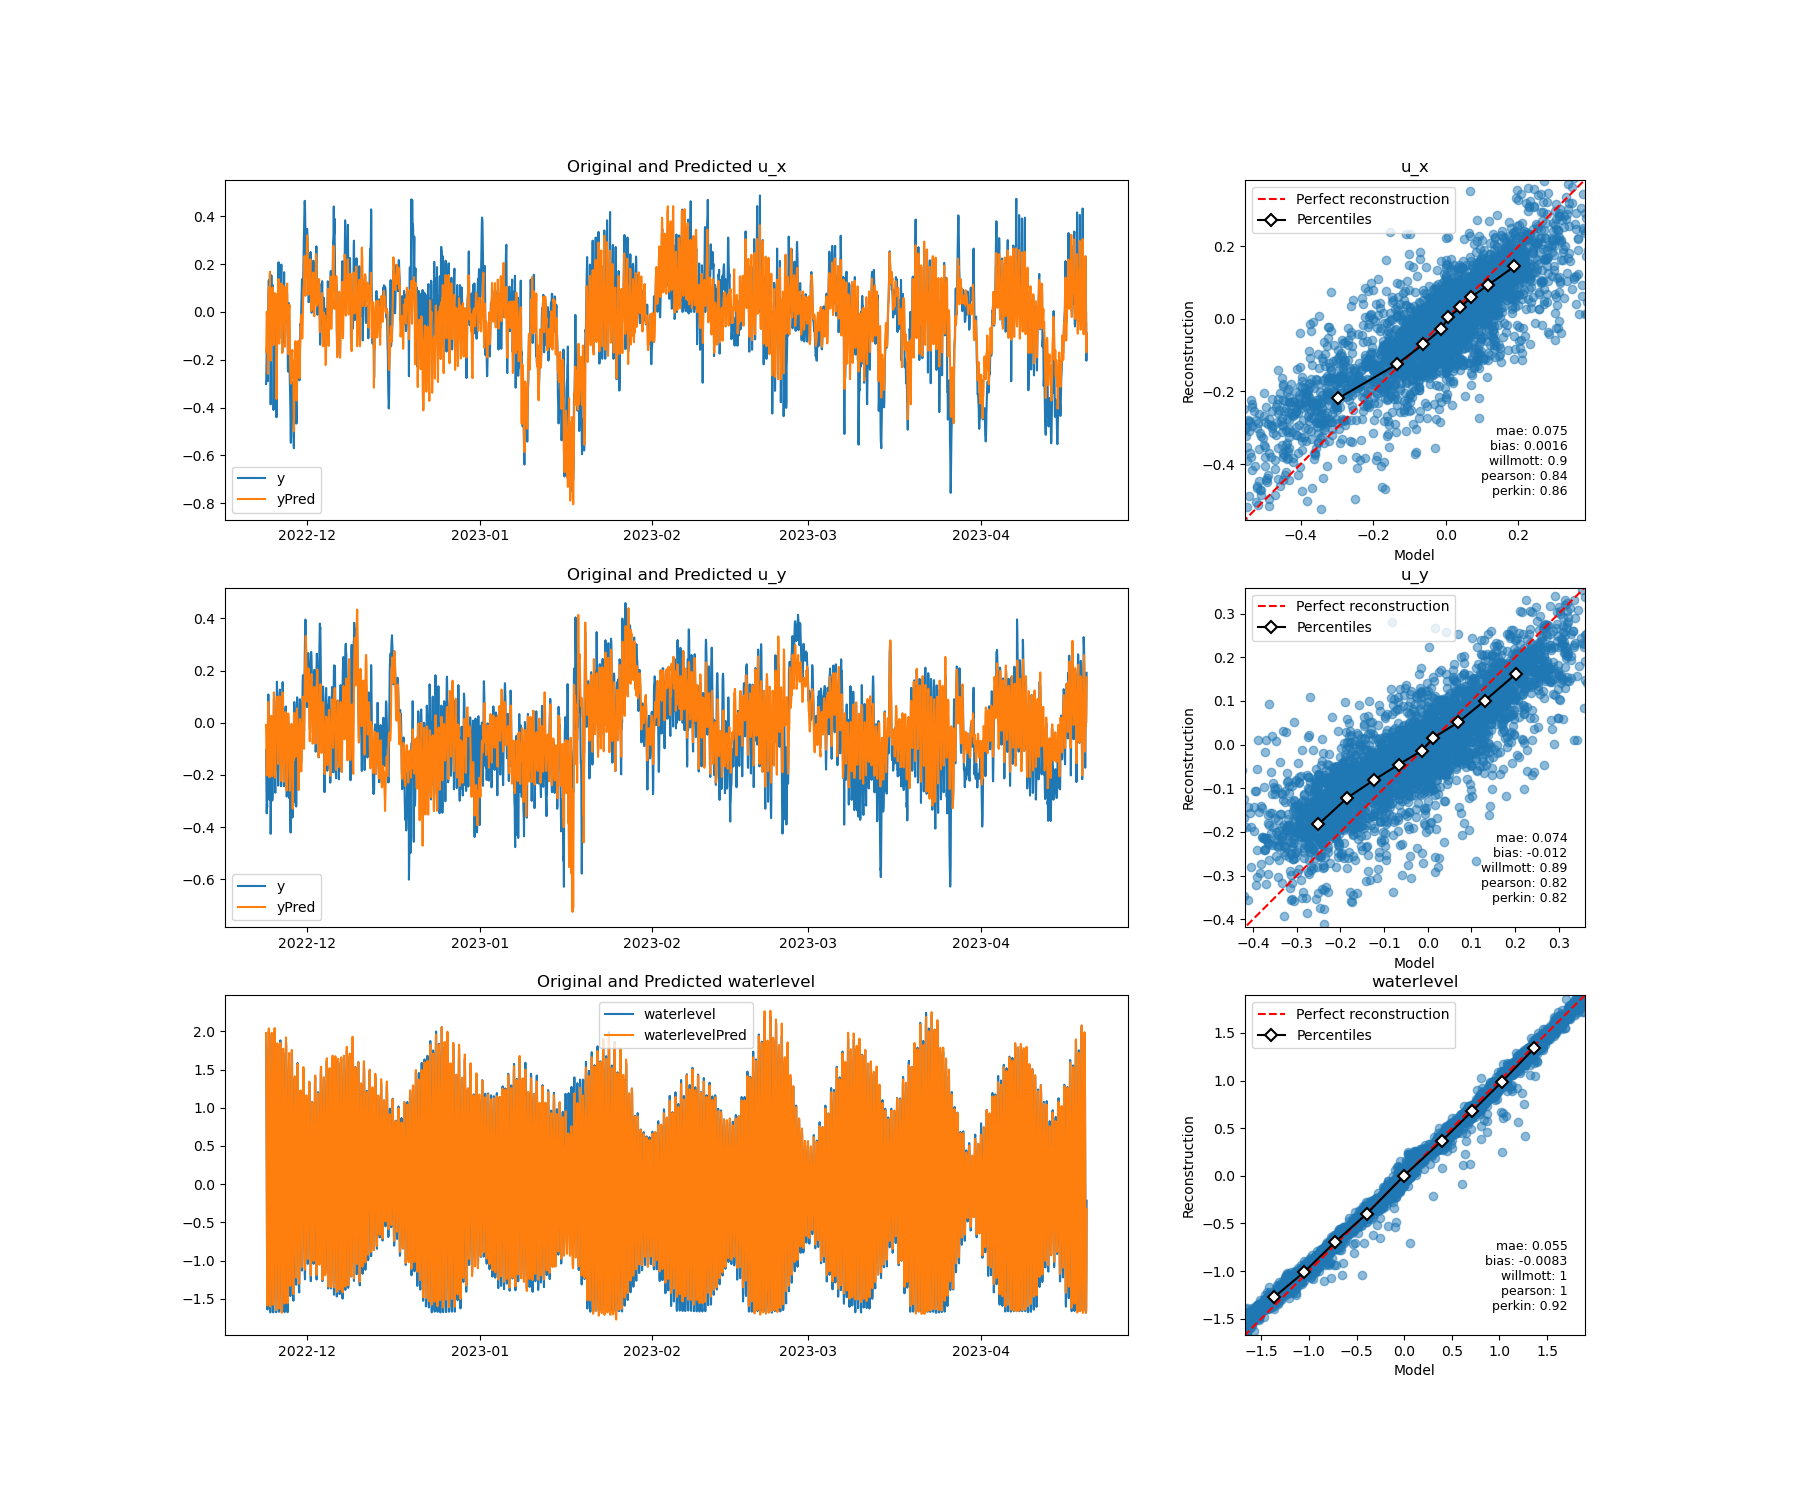 Original and Predicted u_x
0.4
0.2
0.0
−0.2
−0.4
−0.6
−0.8
y
yPred
2022-12 2023-01 2023-02 2023-03 2023-04
u_x
Perfect reconstruction
Percentiles
Reconstruction
0.2
0.0
−0.2
−0.4
mae: 0.075
bias: 0.0016
willmott: 0.9
pearson: 0.84
perkin: 0.86
−0.4 −0.2 0.0 0.2
Model
Original and Predicted u_y
0.4
0.2
0.0
−0.2
−0.4
−0.6
y
yPred
2022-12 2023-01 2023-02 2023-03 2023-04
u_y
Perfect reconstruction
Percentiles
Reconstruction
0.3
0.2
0.1
0.0
−0.1
−0.2
−0.3
−0.4
mae: 0.074
bias: -0.012
willmott: 0.89
pearson: 0.82
perkin: 0.82
−0.4 −0.3 −0.2 −0.1 0.0 0.1 0.2 0.3
Model
Original and Predicted waterlevel
waterlevel
waterlevelPred
2.0
1.5
1.0
0.5
0.0
−0.5
−1.0
−1.5
2022-12 2023-01 2023-02 2023-03 2023-04
waterlevel
Perfect reconstruction
Percentiles
Reconstruction
1.5
1.0
0.5
0.0
−0.5
−1.0
−1.5
mae: 0.055
bias: -0.0083
willmott: 1
pearson: 1
perkin: 0.92
−1.5 −1.0 −0.5 0.0 0.5 1.0 1.5
Model